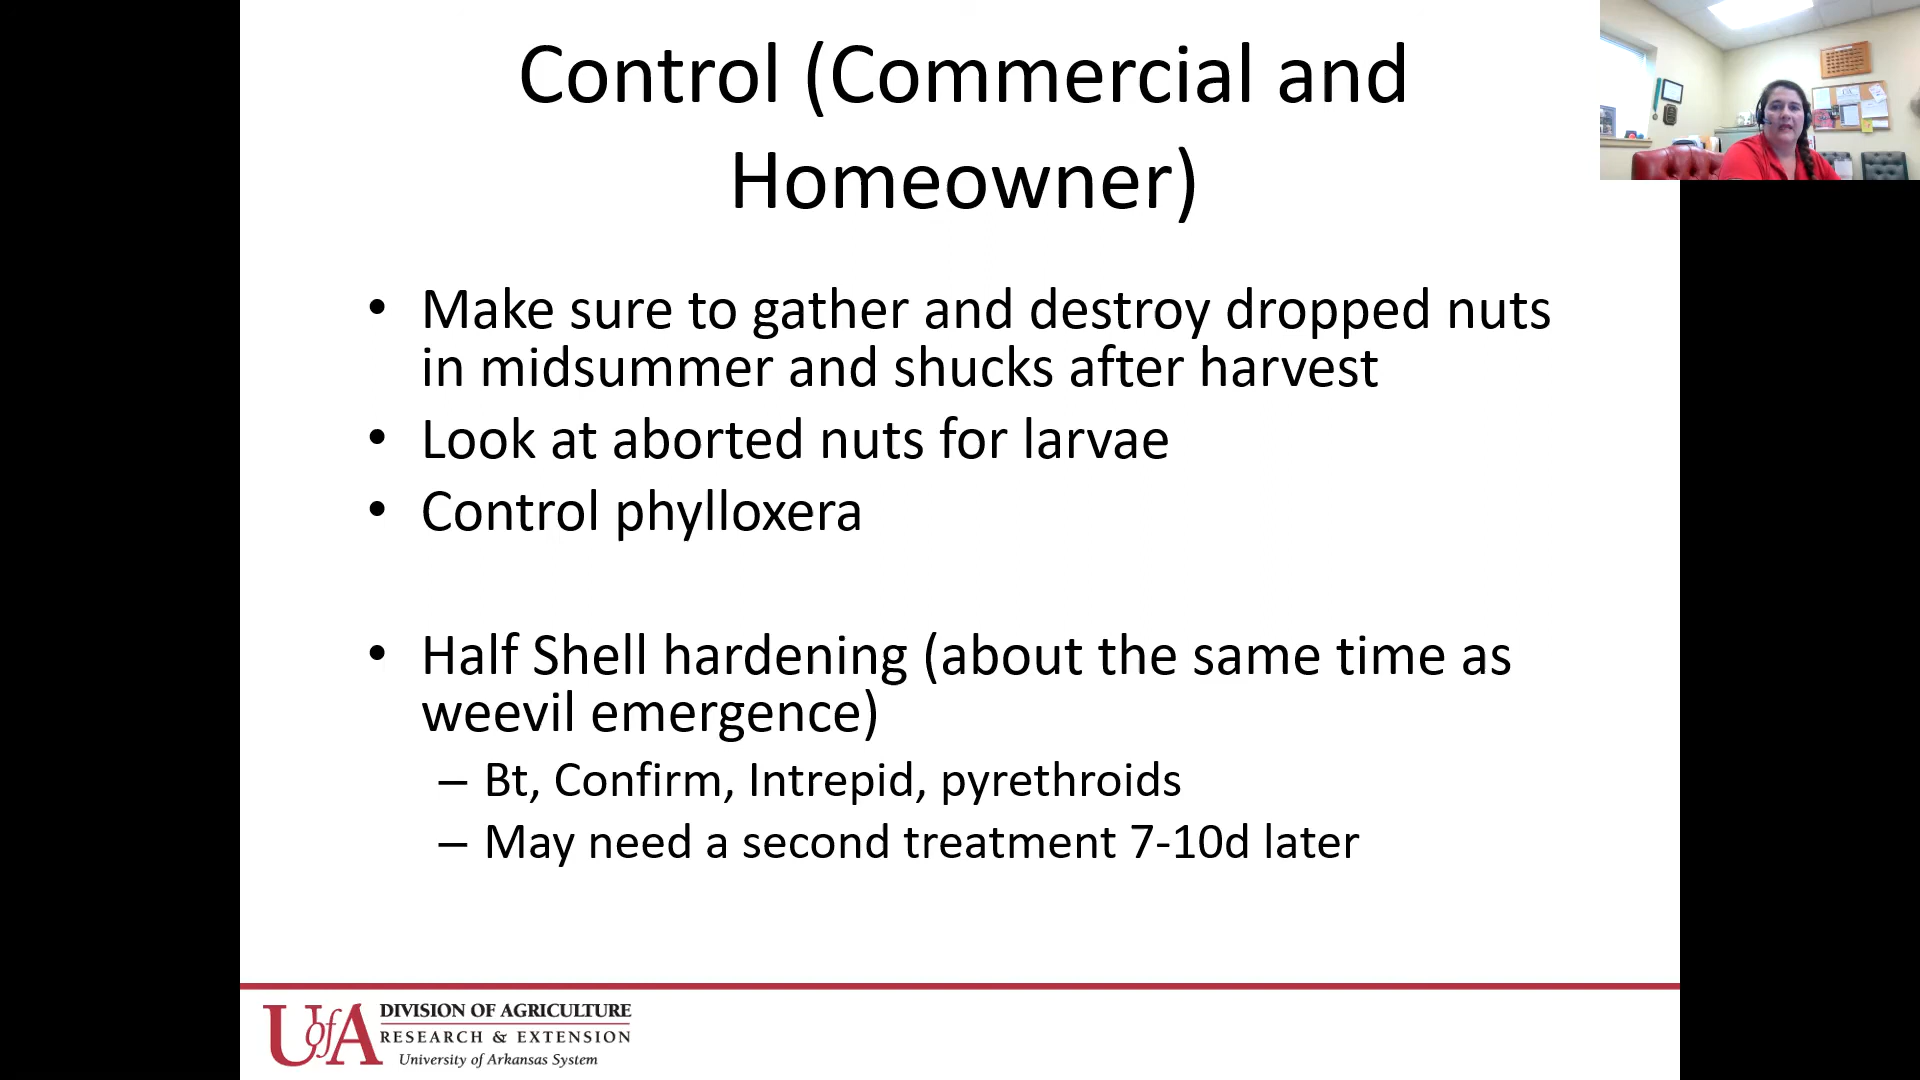 Control (Commercial and
Homeowner)
• Make sure to gather and destroy dropped nuts
in midsummer and shucks after harvest
• Look at aborted nuts for larvae
• Control phylloxera
• Half Shell hardening (about the same time as
weevil emergence)
– Bt, Confirm, Intrepid, pyrethroids
– May need a second treatment 7-10d later
UofA
DIVISION OF AGRICULTURE
RESEARCH & EXTENSION
University of Arkansas System